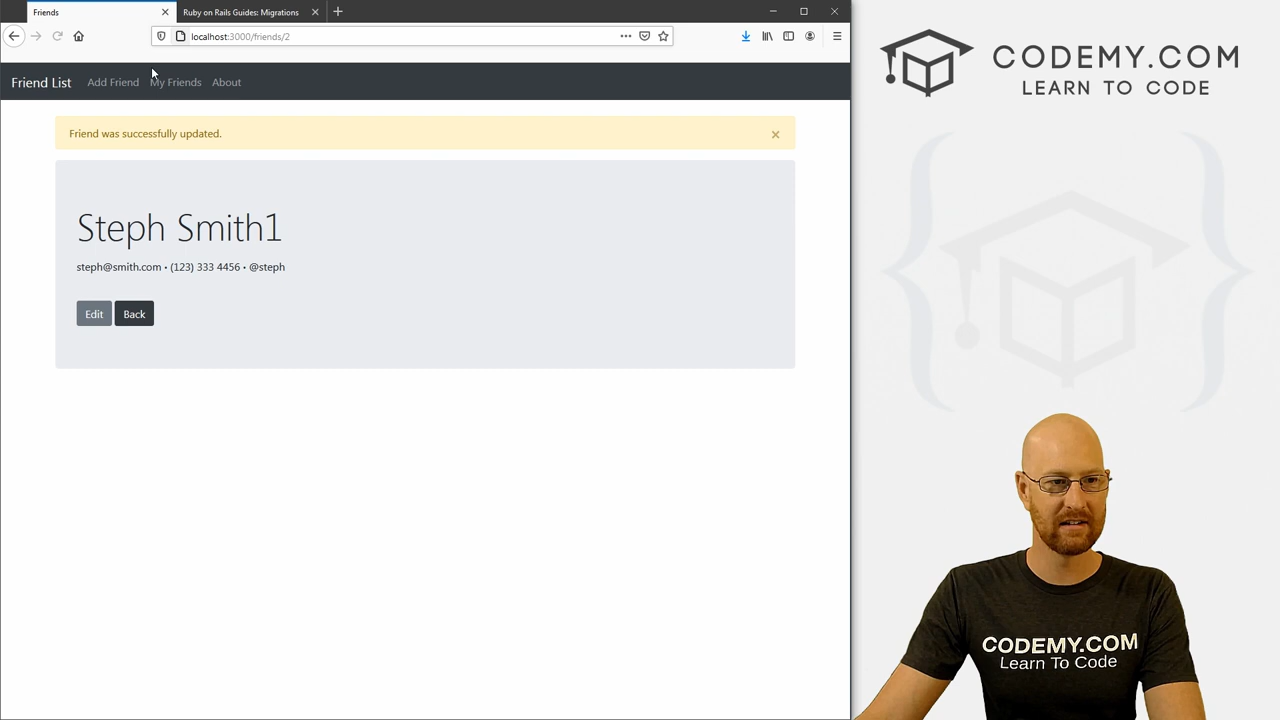 Friends
Ruby on Rails Guides: Migrations
localhost:3000/friends/2
Friend List
Add Friend
My Friends
About
Friend was successfully updated.
Steph Smith1
steph@smith.com • (123) 333 4456 • @steph
Edit
Back
CODEMY.COM
LEARN TO CODE
CODEMY.COM
Learn To Code